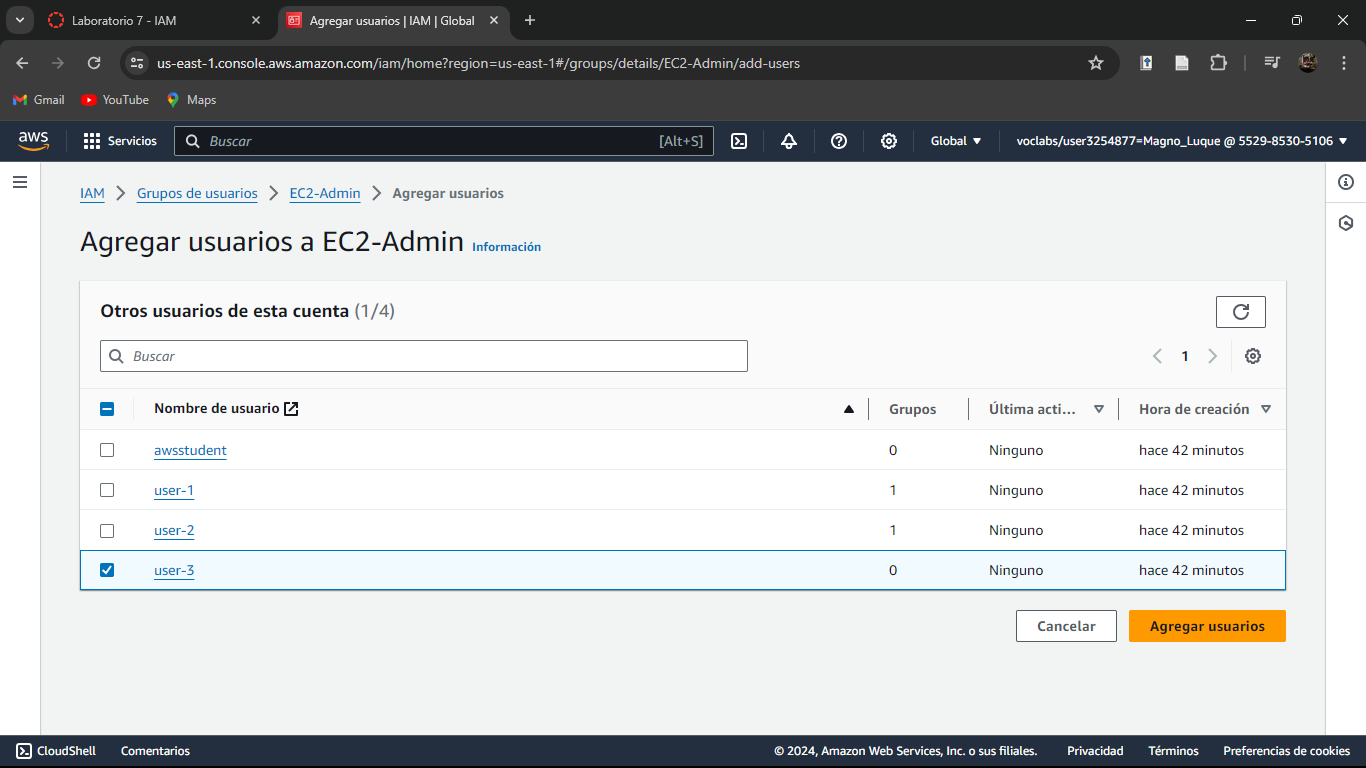 Laboratorio 7 - IAM
Agregar usuarios | IAM | Global
us-east-1.console.aws.amazon.com/iam/home?region=us-east-1#/groups/details/EC2-Admin/add-users
Gmail YouTube Maps
aws Servicios Buscar [Alt+S] Global voclabs/user3254877=Magno_Luque @ 5529-8530-5106
IAM Grupos de usuarios EC2-Admin Agregar usuarios
Agregar usuarios a EC2-Admin Información
Otros usuarios de esta cuenta (1/4)
Buscar 1
Nombre de usuario Grupos Última acti... Hora de creación
awsstudent 0 Ninguno hace 42 minutos
user-1 1 Ninguno hace 42 minutos
user-2 1 Ninguno hace 42 minutos
user-3 0 Ninguno hace 42 minutos
Cancelar Agregar usuarios
CloudShell Comentarios © 2024, Amazon Web Services, Inc. o sus filiales. Privacidad Términos Preferencias de cookies